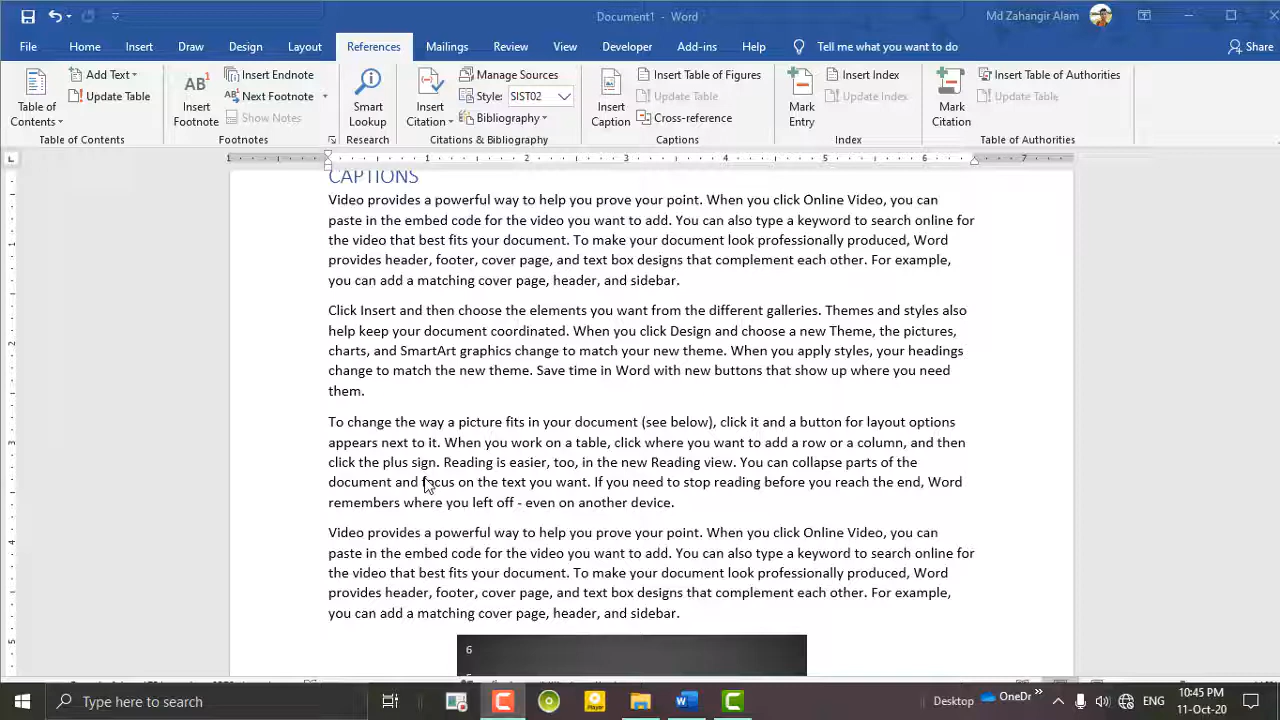 Document1 - Word
Md Zahangir Alam
File Home Insert Draw Design Layout References Mailings Review View Developer Add-ins Help Tell me what you want to do Share
Table of Contents
Add Text
Update Table
Table of Contents
AB1
Insert Footnote
Insert Endnote
Next Footnote
Show Notes
Footnotes
Smart Lookup
Research
Insert Citation
Manage Sources
Style: SIST02
Bibliography
Citations & Bibliography
Insert Caption
Insert Table of Figures
Update Table
Cross-reference
Captions
Mark Entry
Insert Index
Update Index
Index
Mark Citation
Insert Table of Authorities
Update Table
Table of Authorities
1 1 2 3 4 5 6 7
CAPTIONS
Video provides a powerful way to help you prove your point. When you click Online Video, you can
paste in the embed code for the video you want to add. You can also type a keyword to search online for
the video that best fits your document. To make your document look professionally produced, Word
provides header, footer, cover page, and text box designs that complement each other. For example,
you can add a matching cover page, header, and sidebar.
Click Insert and then choose the elements you want from the different galleries. Themes and styles also
help keep your document coordinated. When you click Design and choose a new Theme, the pictures,
charts, and SmartArt graphics change to match your new theme. When you apply styles, your headings
change to match the new theme. Save time in Word with new buttons that show up where you need
them.
To change the way a picture fits in your document (see below), click it and a button for layout options
appears next to it. When you work on a table, click where you want to add a row or a column, and then
click the plus sign. Reading is easier, too, in the new Reading view. You can collapse parts of the
document and focus on the text you want. If you need to stop reading before you reach the end, Word
remembers where you left off - even on another device.
Video provides a powerful way to help you prove your point. When you click Online Video, you can
paste in the embed code for the video you want to add. You can also type a keyword to search online for
the video that best fits your document. To make your document look professionally produced, Word
provides header, footer, cover page, and text box designs that complement each other. For example,
you can add a matching cover page, header, and sidebar.
6
1
2
3
4
5
Type here to search
Desktop
OneDr
ENG
10:45 PM
11-Oct-20